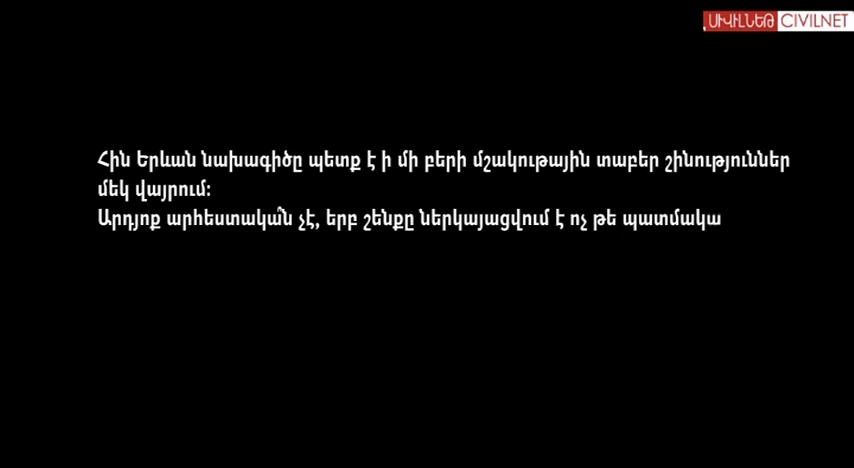 ՍԻՎԻԼՆԵԹ CIVILNET
Հին Երևան նախագիծը պետք է ի մի բերի մշակութային տաբեր շինություններ
մեկ վայրում:
Արդյոք արհեստակա՞ն չէ, երբ շենքը ներկայացվում է ոչ թե պատմակա